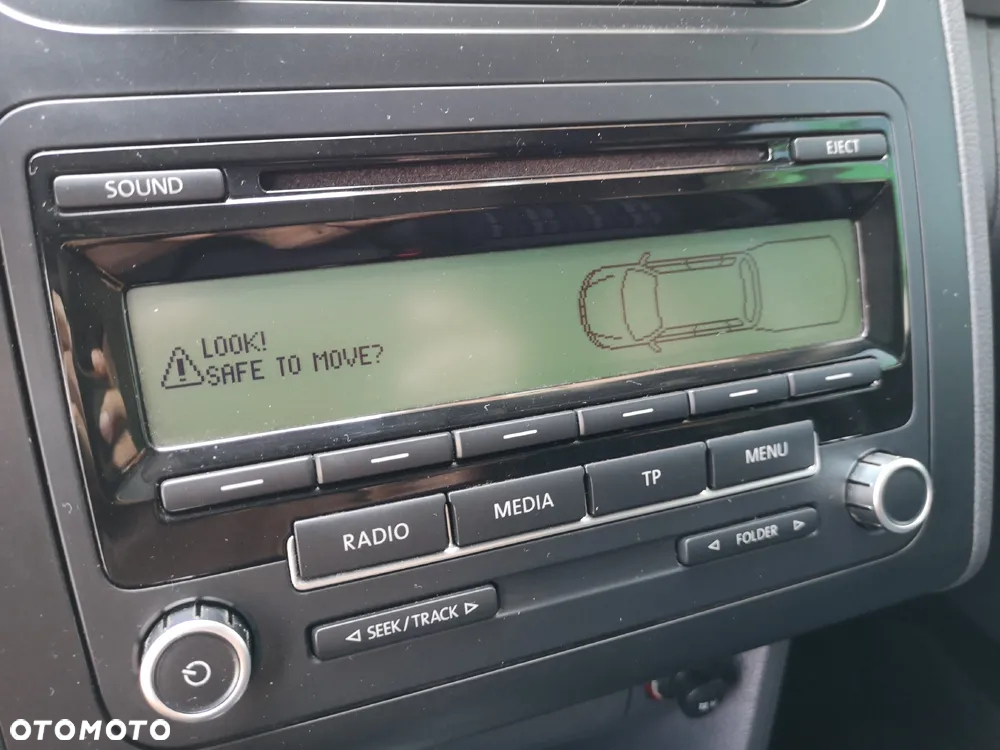 SOUND
EJECT
LOOK!
SAFE TO MOVE?
RADIO
MEDIA
TP
MENU
SEEK/TRACK
FOLDER
OTOMOTO